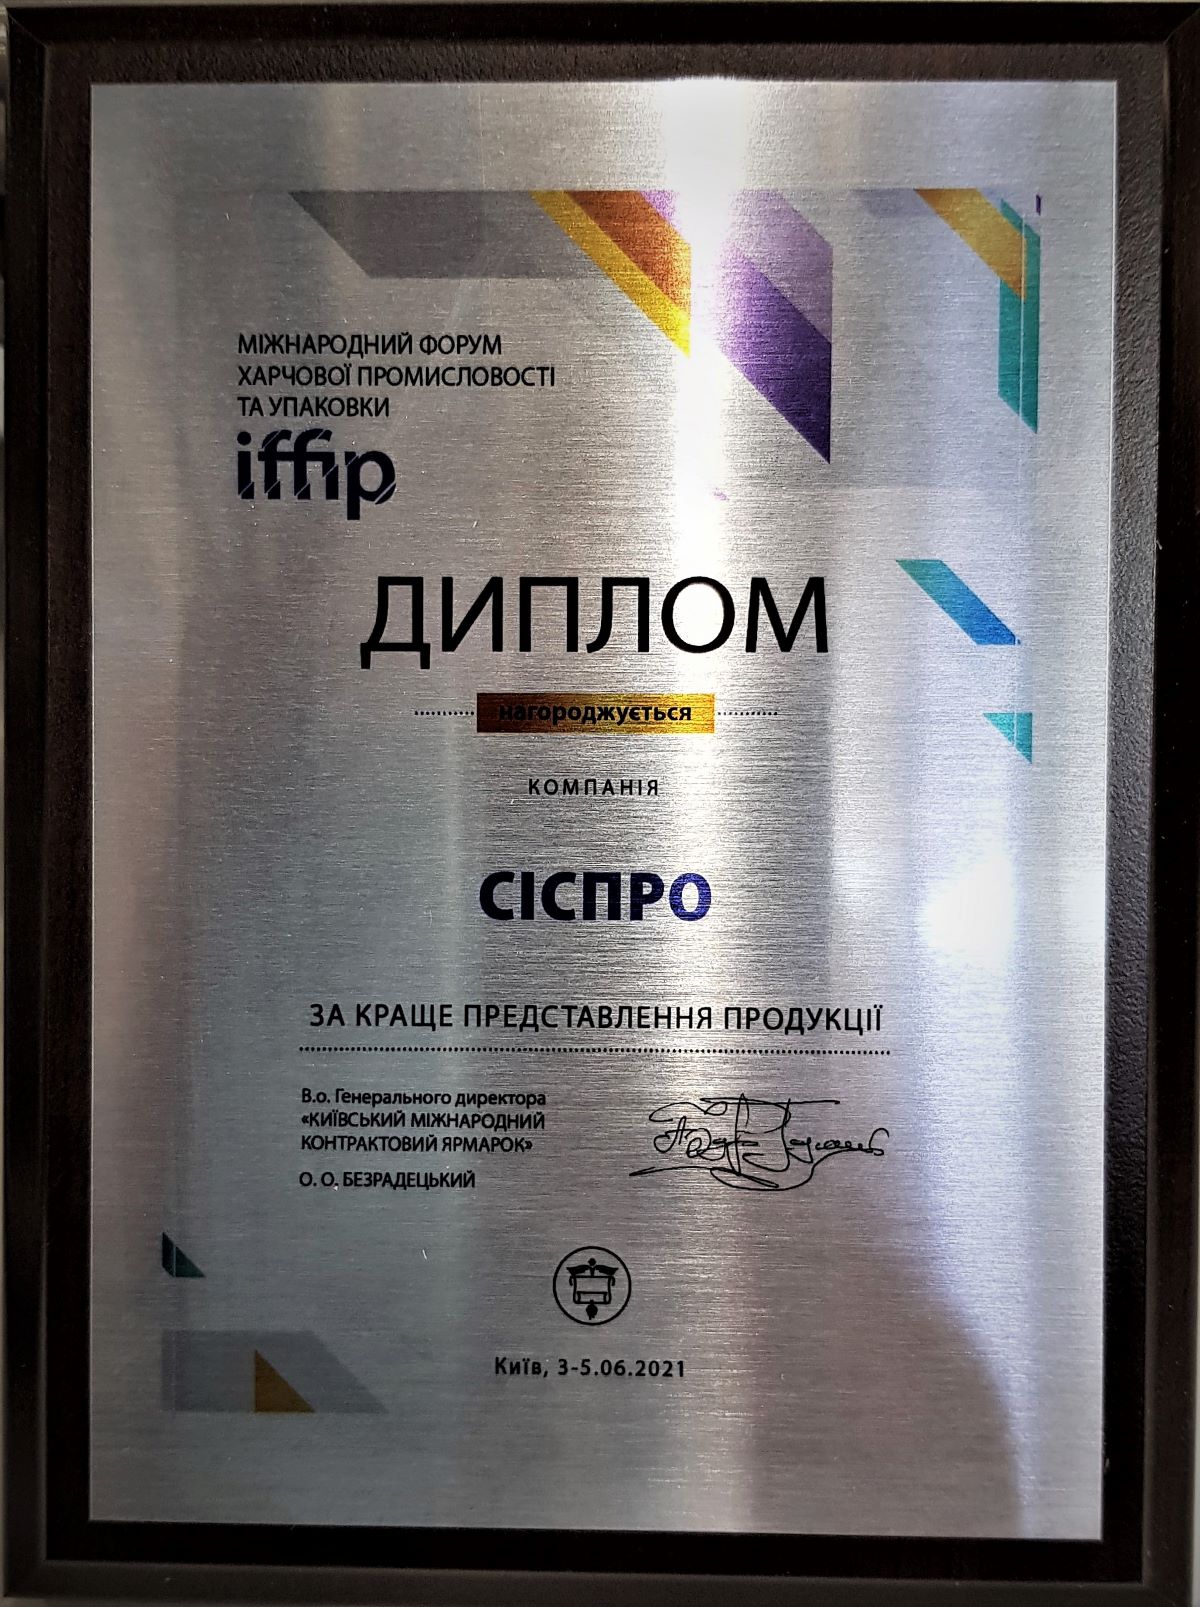 МІЖНАРОДНИЙ ФОРУМ
ХАРЧОВОЇ ПРОМИСЛОВОСТІ
ТА УПАКОВКИ
iffip
ДИПЛОМ
нагороджується
КОМПАНІЯ
СІСПРО
ЗА КРАЩЕ ПРЕДСТАВЛЕННЯ ПРОДУКЦІЇ
В.о. Генерального директора
«КИЇВСЬКИЙ МІЖНАРОДНИЙ
КОНТРАКТОВИЙ ЯРМАРОК»
О. О. БЕЗРАДЕЦЬКИЙ
Київ, 3-5.06.2021